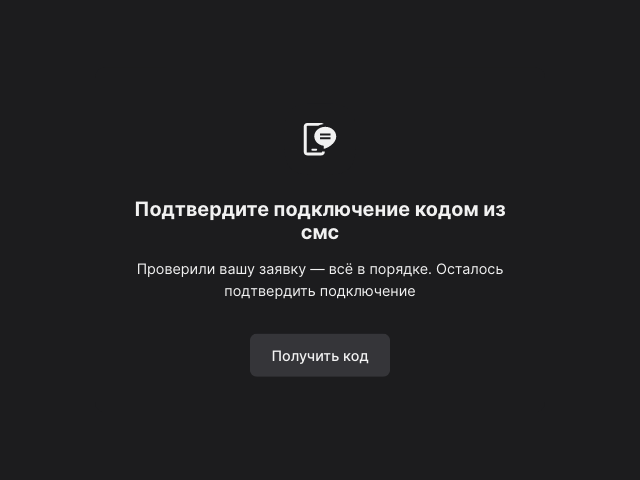 Подтвердите подключение кодом из
смс
Проверили вашу заявку — всё в порядке. Осталось
подтвердить подключение
Получить код